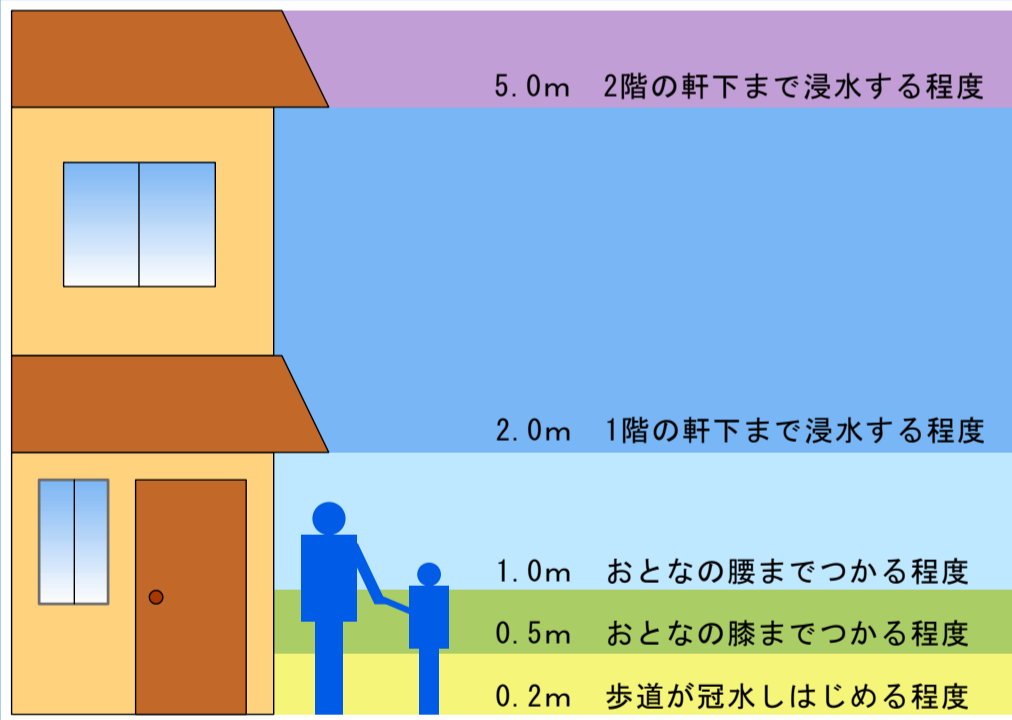 5.0m 2階の軒下まで浸水する程度
2.0m 1階の軒下まで浸水する程度
1.0m おとなの腰までつかる程度
0.5m おとなの膝までつかる程度
0.2m 歩道が冠水しはじめる程度